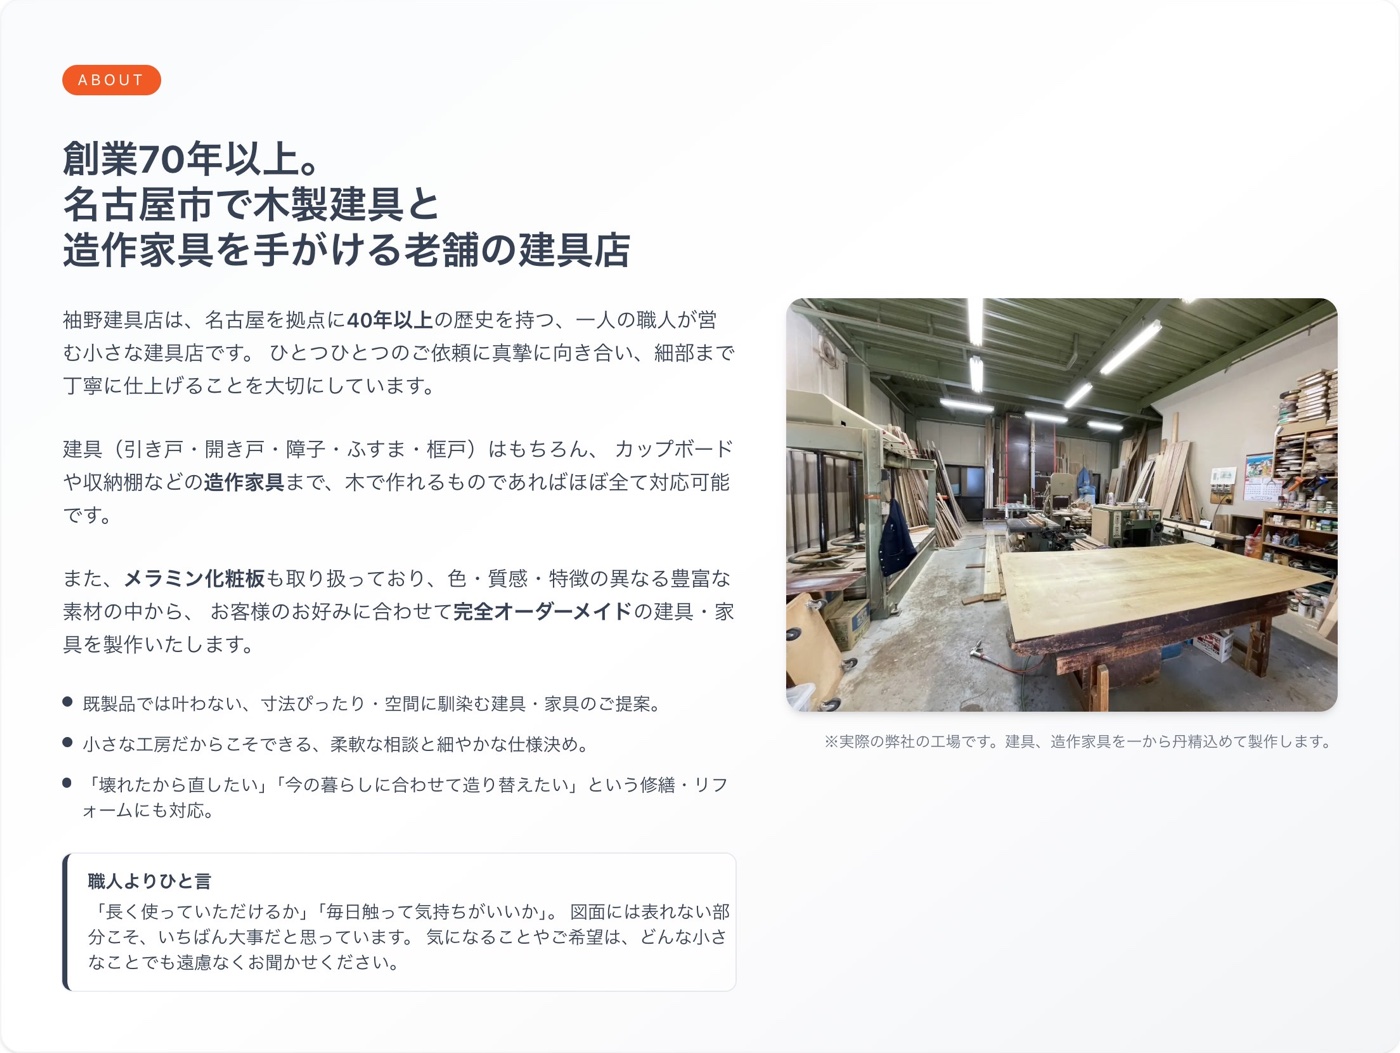 ABOUT
創業70年以上。
名古屋市で木製建具と
造作家具を手がける老舗の建具店
袖野建具店は、名古屋を拠点に40年以上の歴史を持つ、一人の職人が営
む小さな建具店です。 ひとつひとつのご依頼に真摯に向き合い、細部まで
丁寧に仕上げることを大切にしています。
建具（引き戸・開き戸・障子・ふすま・框戸）はもちろん、 カップボード
や収納棚などの造作家具まで、木で作れるものであればほぼ全て対応可能
です。
また、メラミン化粧板も取り扱っており、色・質感・特徴の異なる豊富な
素材の中から、 お客様のお好みに合わせて完全オーダーメイドの建具・家
具を製作いたします。
既製品では叶わない、寸法ぴったり・空間に馴染む建具・家具のご提案。
小さな工房だからこそできる、柔軟な相談と細やかな仕様決め。
「壊れたから直したい」「今の暮らしに合わせて造り替えたい」という修繕・リフ
ォームにも対応。
職人よりひと言
「長く使っていただけるか」「毎日触って気持ちがいいか」。 図面には表れない部
分こそ、いちばん大事だと思っています。 気になることやご希望は、どんな小さ
なことでも遠慮なくお聞かせください。
※実際の弊社の工場です。建具、造作家具を一から丹精込めて製作します。